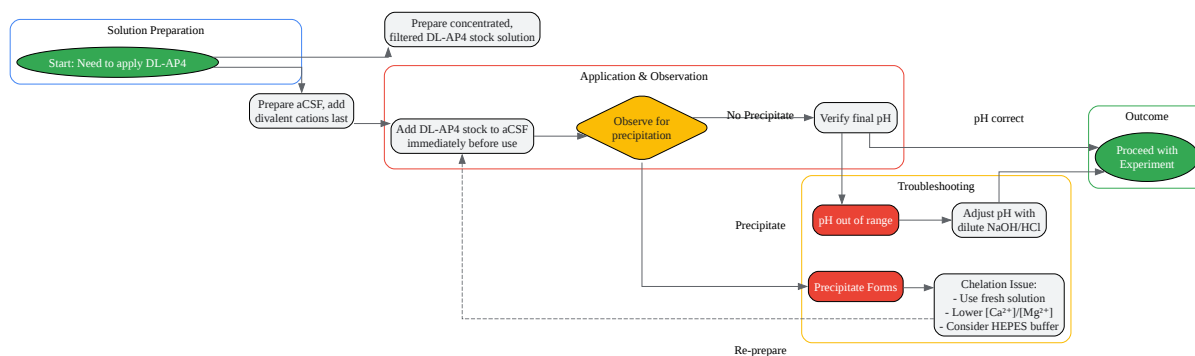 Solution Preparation
Start: Need to apply DL-AP4
Prepare concentrated,
filtered DL-AP4 stock solution
Prepare aCSF, add
divalent cations last
Application & Observation
Add DL-AP4 stock to aCSF
immediately before use
Observe for
precipitation
No Precipitate
Verify final pH
pH correct
Outcome
Proceed with
Experiment
Troubleshooting
pH out of range
Adjust pH with
dilute NaOH/HCl
Precipitate
Precipitate Forms
Chelation Issue:
- Use fresh solution
- Lower [Ca²⁺]/[Mg²⁺]
- Consider HEPES buffer
Re-prepare